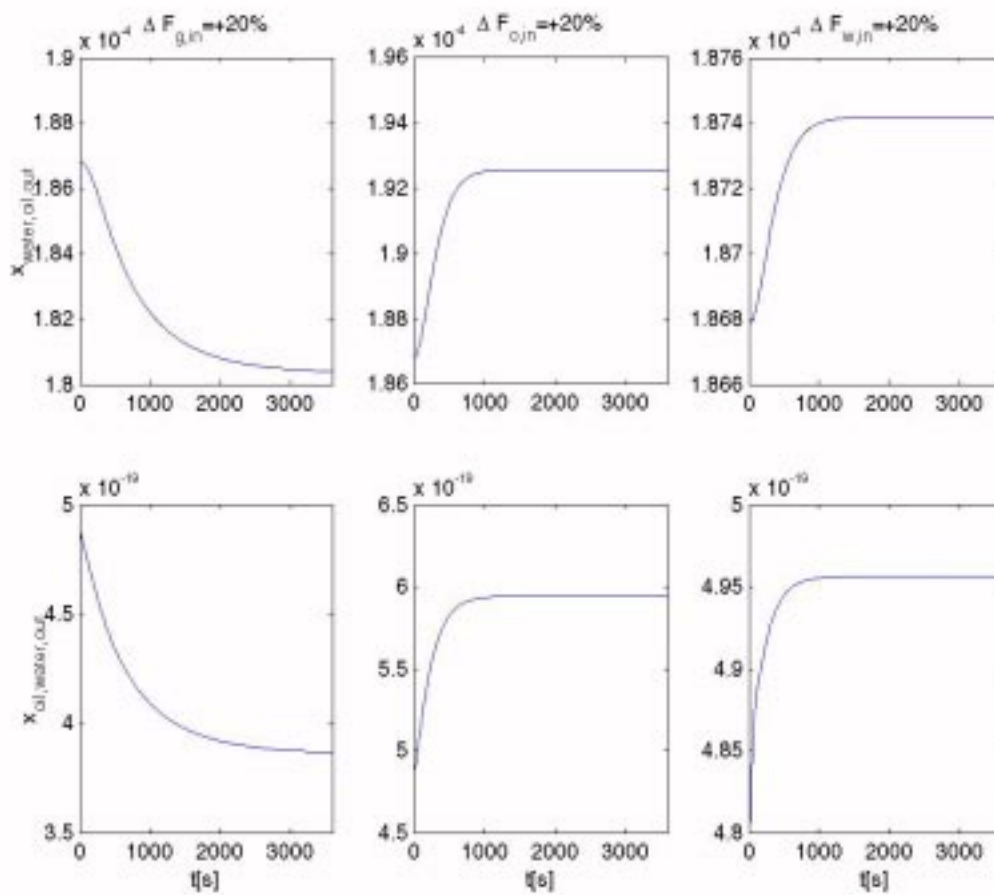 x 10⁻⁴ Δ F_g,in=+20%
x 10⁻⁴ Δ F_o,in=+20%
x 10⁻⁴ Δ F_w,in=+20%
x_water,oil,out
1.9
1.88
1.86
1.84
1.82
1.8
0 1000 2000 3000
1.96
1.94
1.92
1.9
1.88
1.86
0 1000 2000 3000
1.876
1.874
1.872
1.87
1.868
1.866
0 1000 2000 3000
x 10⁻¹⁹
x_oil,water,out
5
4.5
4
3.5
0 1000 2000 3000
t[s]
x 10⁻¹⁹
6.5
6
5.5
5
4.5
0 1000 2000 3000
t[s]
x 10⁻¹⁹
5
4.95
4.9
4.85
4.8
0 1000 2000 3000
t[s]